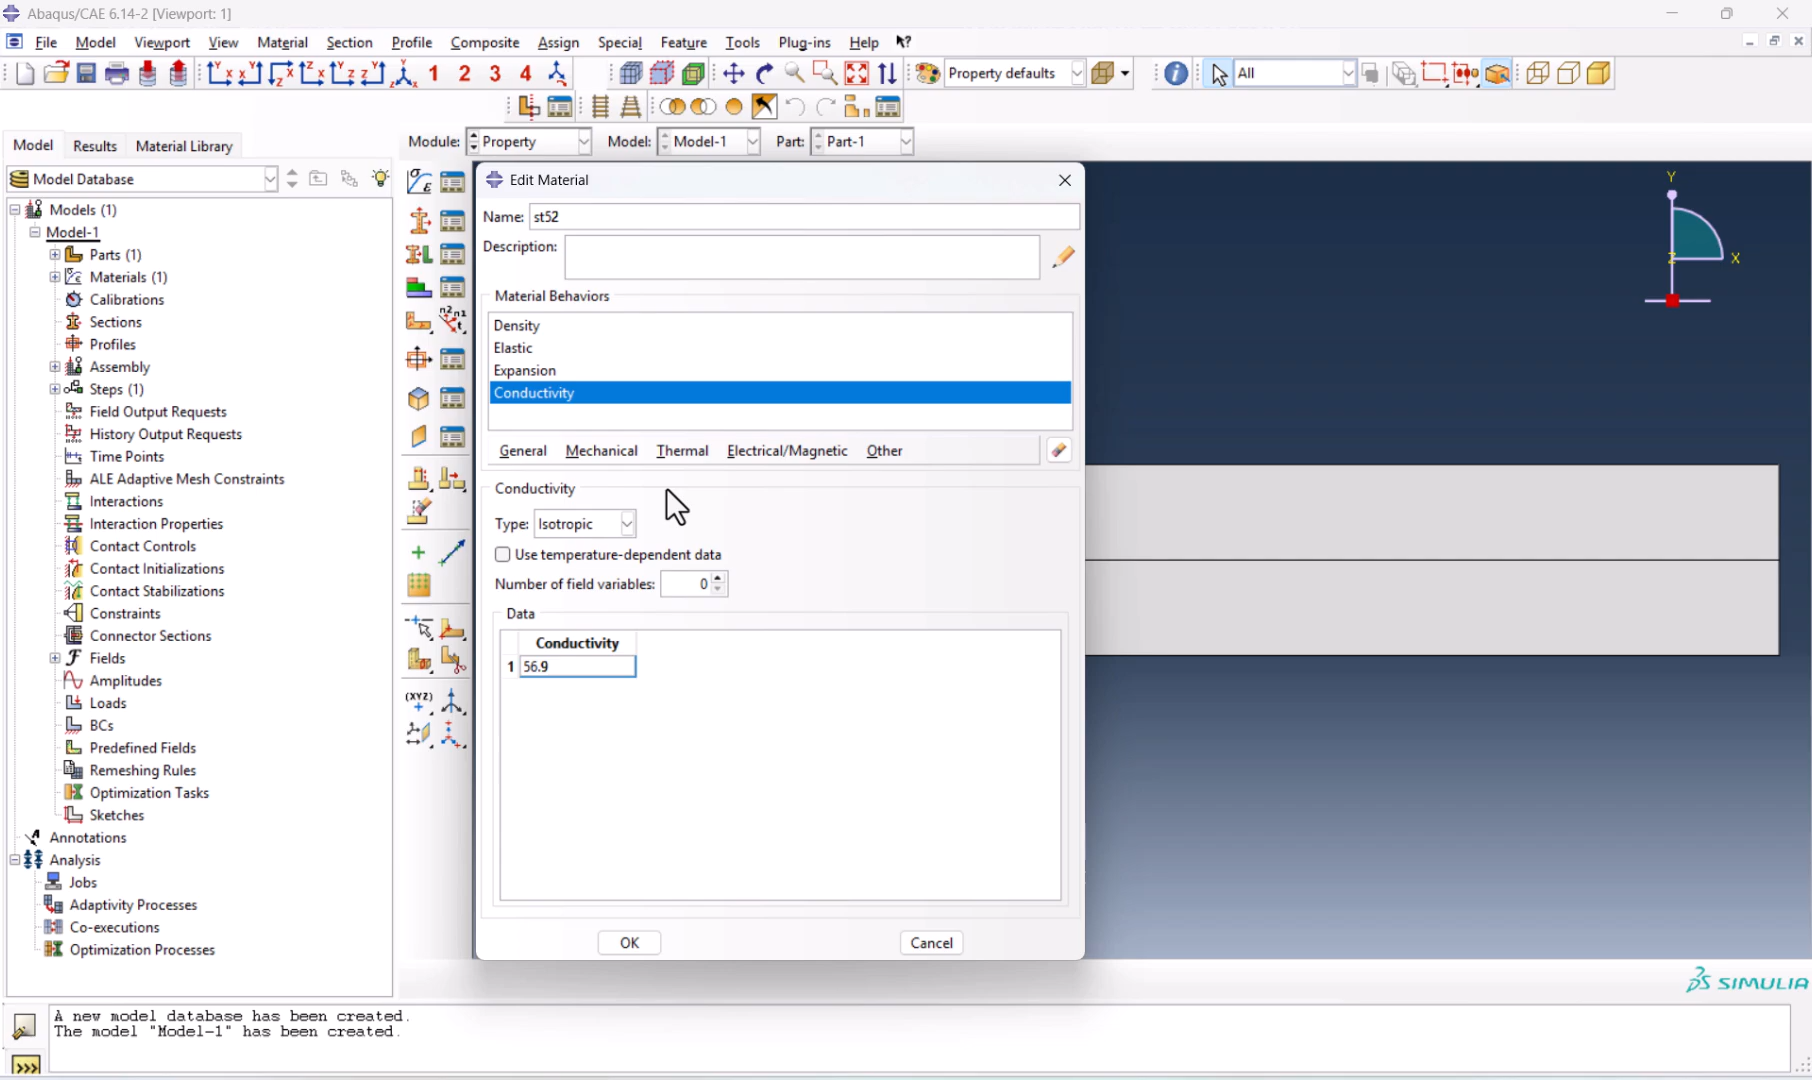 Abaqus/CAE 6.14-2 [Viewport: 1]
File Model Viewport View Material Section Profile Composite Assign Special Feature Tools Plug-ins Help
1 2 3 4 Property defaults All
Model Results Material Library Module: Property Model: Model-1 Part: Part-1
Model Database
Models (1)
Model-1
Parts (1)
Materials (1)
Calibrations
Sections
Profiles
Assembly
Steps (1)
Field Output Requests
History Output Requests
Time Points
ALE Adaptive Mesh Constraints
Interactions
Interaction Properties
Contact Controls
Contact Initializations
Contact Stabilizations
Constraints
Connector Sections
Fields
Amplitudes
Loads
BCs
Predefined Fields
Remeshing Rules
Optimization Tasks
Sketches
Annotations
Analysis
Jobs
Adaptivity Processes
Co-executions
Optimization Processes
(XYZ)
Edit Material
Name: st52
Description:
Material Behaviors
Density
Elastic
Expansion
Conductivity
General Mechanical Thermal Electrical/Magnetic Other
Conductivity
Type: Isotropic
Use temperature-dependent data
Number of field variables: 0
Data
Conductivity
1 56.9
OK Cancel
Y
Z X
SIMULIA
A new model database has been created.
The model "Model-1" has been created.
>>>